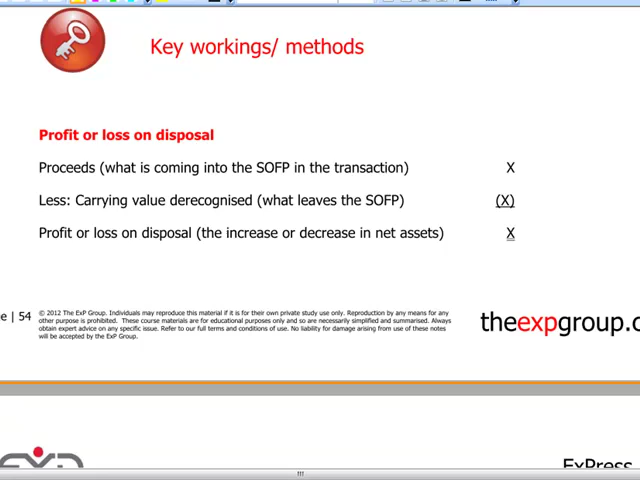 Key workings/ methods
Profit or loss on disposal
Proceeds (what is coming into the SOFP in the transaction) X
Less: Carrying value derecognised (what leaves the SOFP) (X)
Profit or loss on disposal (the increase or decrease in net assets) X
e | 54
© 2012 The ExP Group. Individuals may reproduce this material if it is for their own private study use only. Reproduction by any means for any
other purpose is prohibited. These course materials are for educational purposes only and so are necessarily simplified and summarised. Always
obtain expert advice on any specific issue. Refer to our full terms and conditions of use. No liability for damage arising from use of these notes
will be accepted by the ExP Group.
theexpgroup.c
ExPress